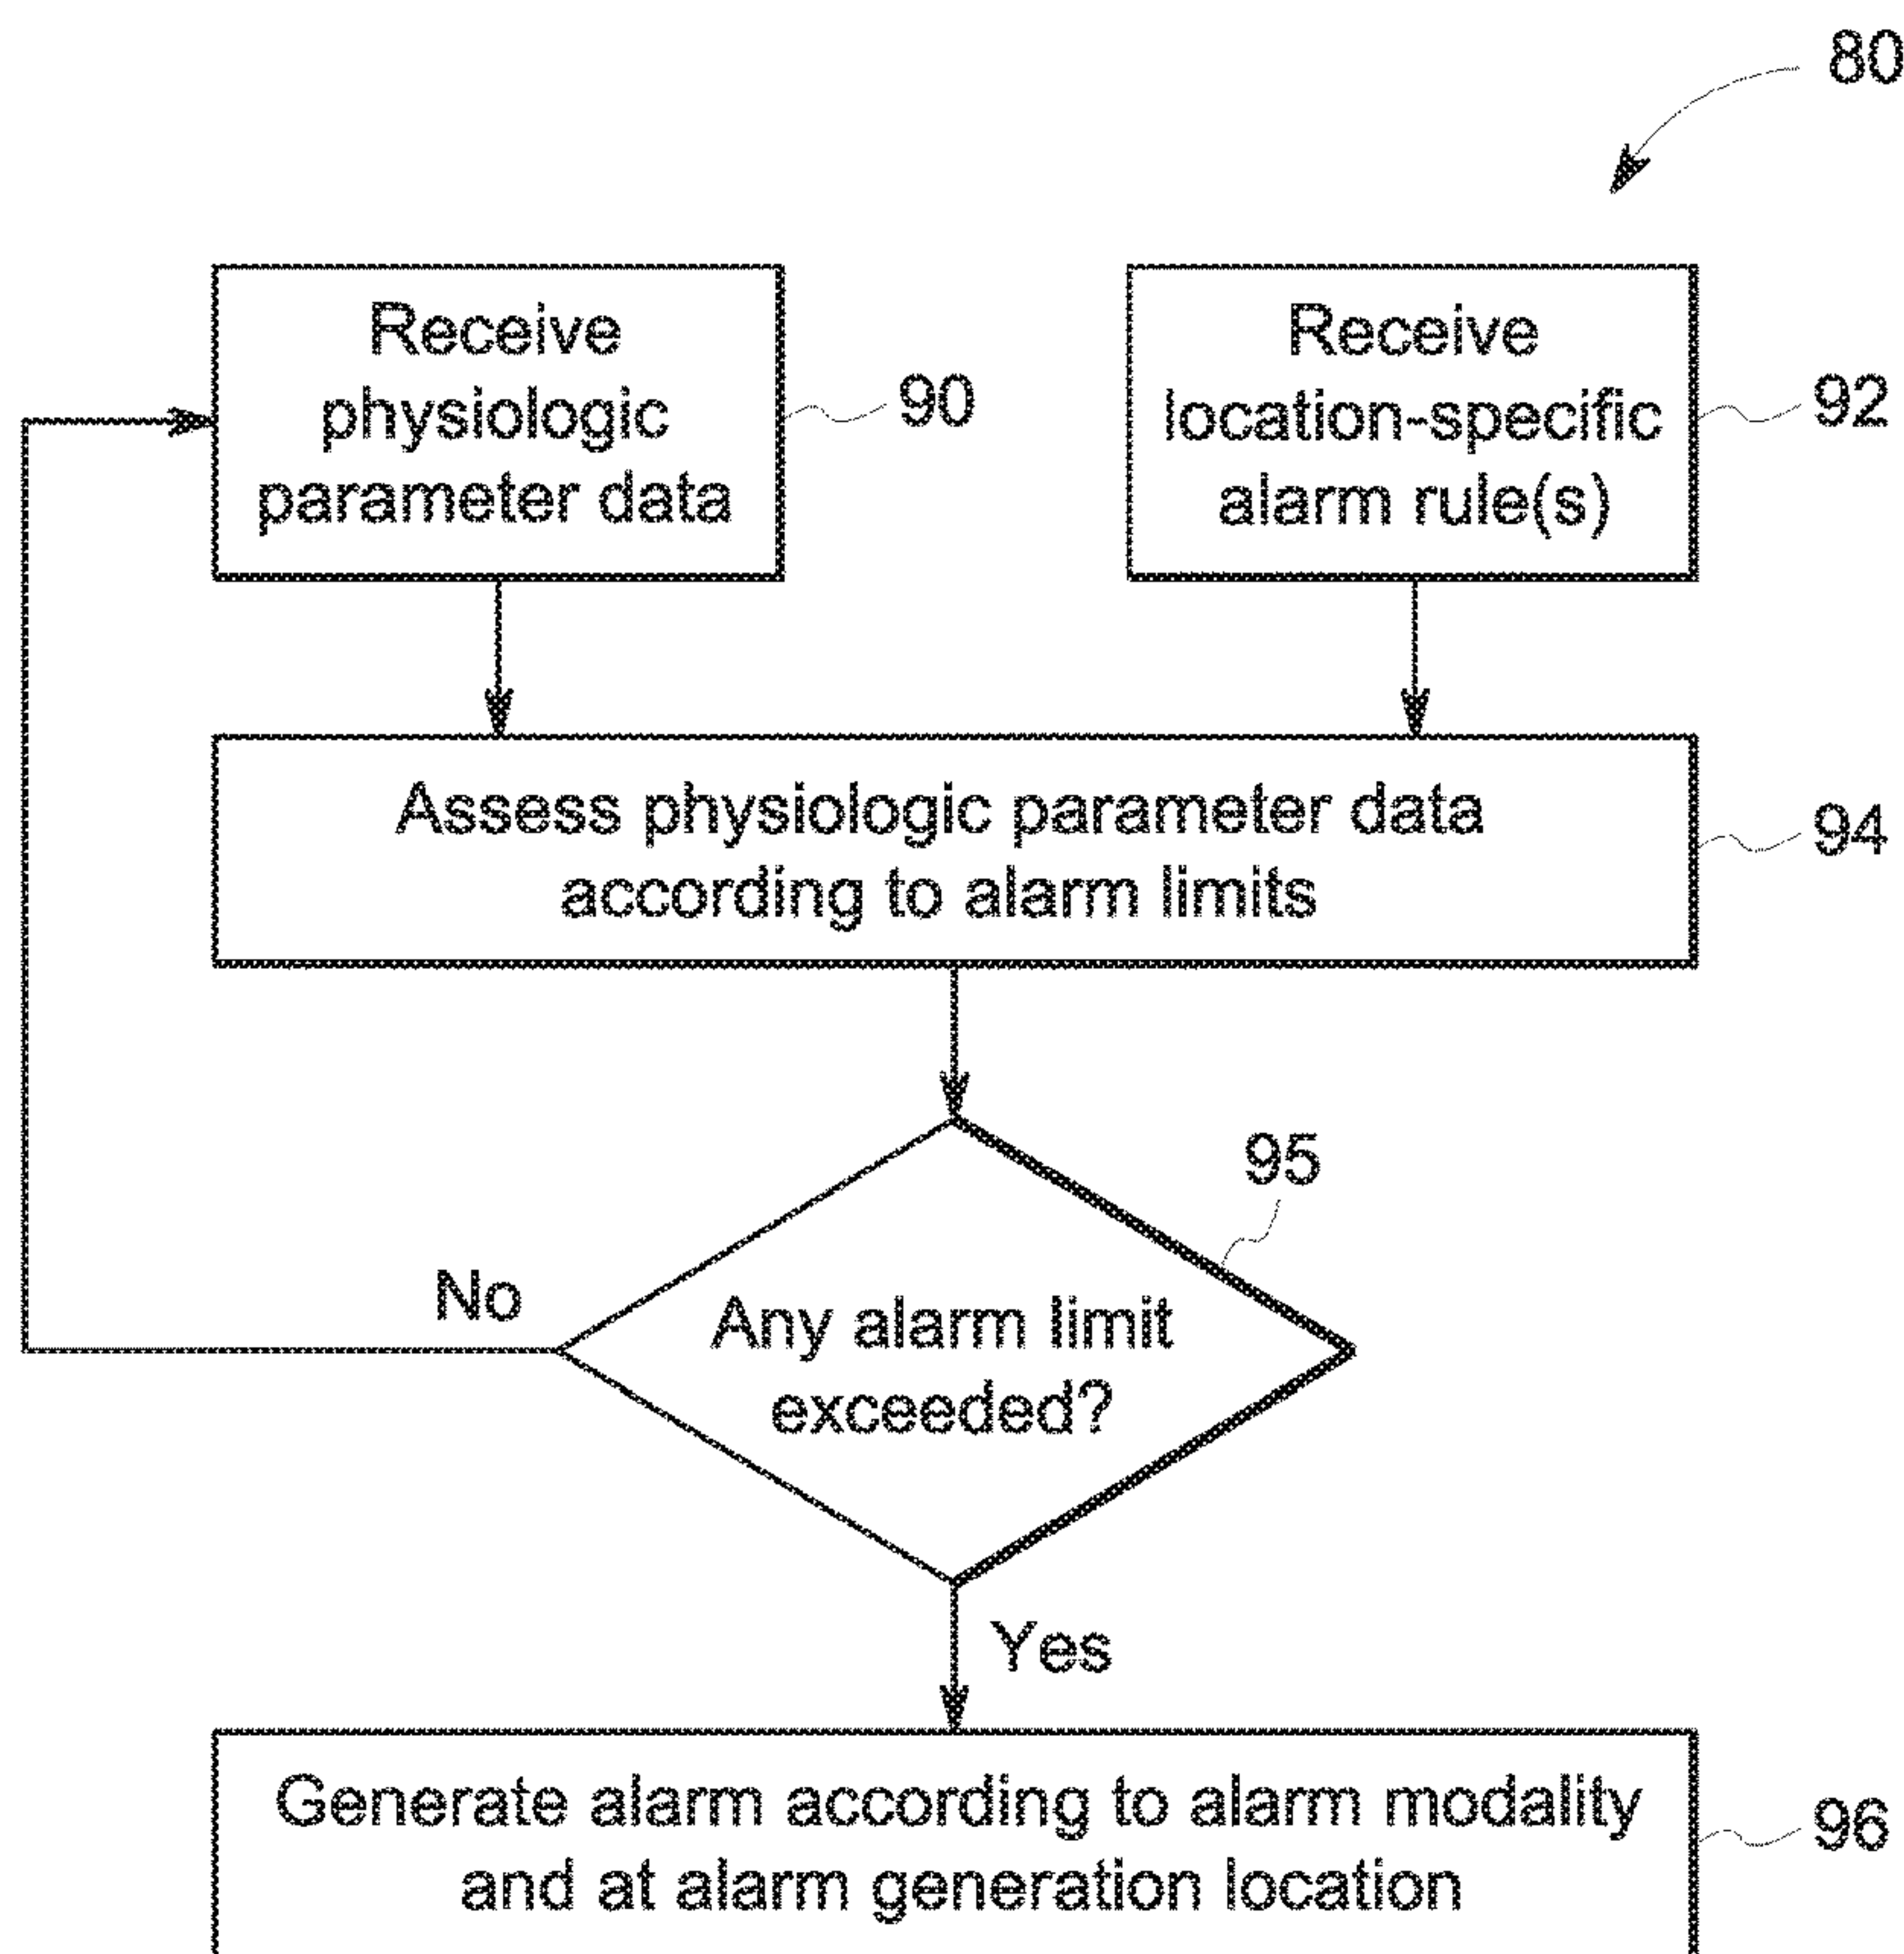 80
Receive
physiologic
parameter data
90
Receive
location-specific
alarm rule(s)
92
Assess physiologic parameter data
according to alarm limits
94
95
Any alarm limit
exceeded?
No
Yes
Generate alarm according to alarm modality
and at alarm generation location
96